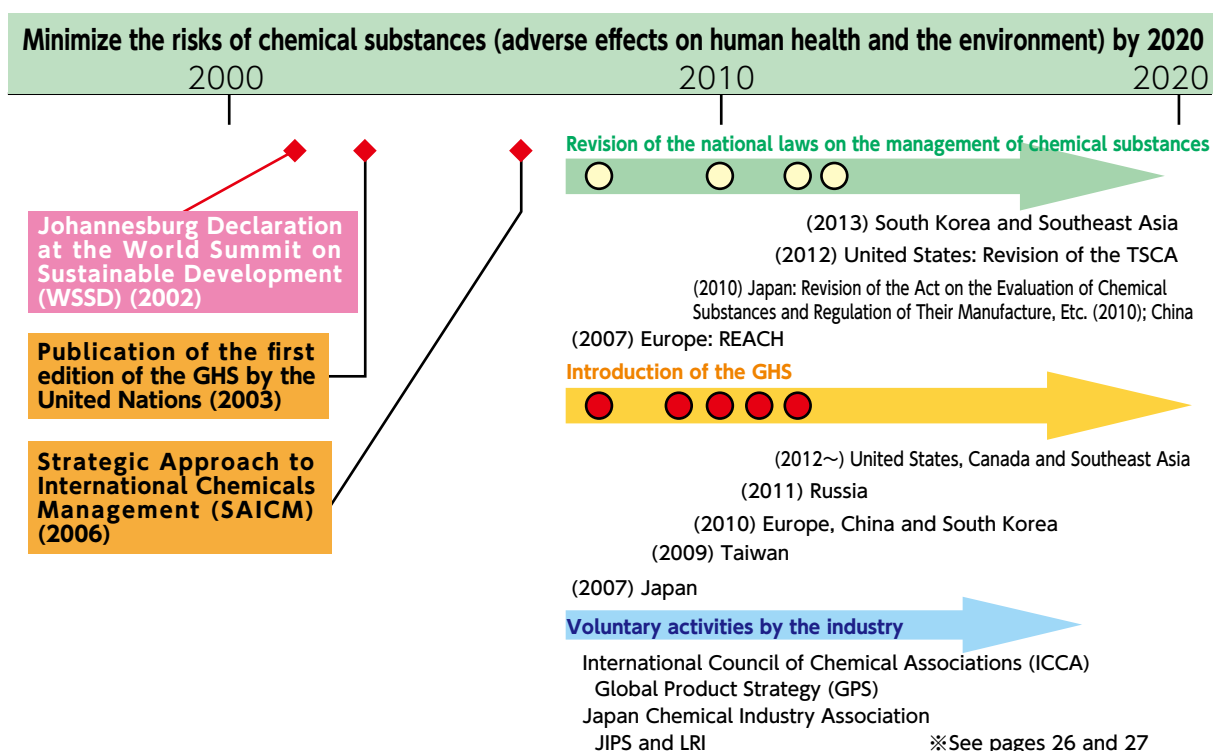 Minimize the risks of chemical substances (adverse effects on human health and the environment) by 2020
2000 2010 2020
Johannesburg Declaration
at the World Summit on
Sustainable Development
(WSSD) (2002)
Publication of the first
edition of the GHS by the
United Nations (2003)
Strategic Approach to
International Chemicals
Management (SAICM)
(2006)
Revision of the national laws on the management of chemical substances
(2013) South Korea and Southeast Asia
(2012) United States: Revision of the TSCA
(2010) Japan: Revision of the Act on the Evaluation of Chemical
Substances and Regulation of Their Manufacture, Etc. (2010); China
(2007) Europe: REACH
Introduction of the GHS
(2012～) United States, Canada and Southeast Asia
(2011) Russia
(2010) Europe, China and South Korea
(2009) Taiwan
(2007) Japan
Voluntary activities by the industry
International Council of Chemical Associations (ICCA)
Global Product Strategy (GPS)
Japan Chemical Industry Association
JIPS and LRI
※See pages 26 and 27